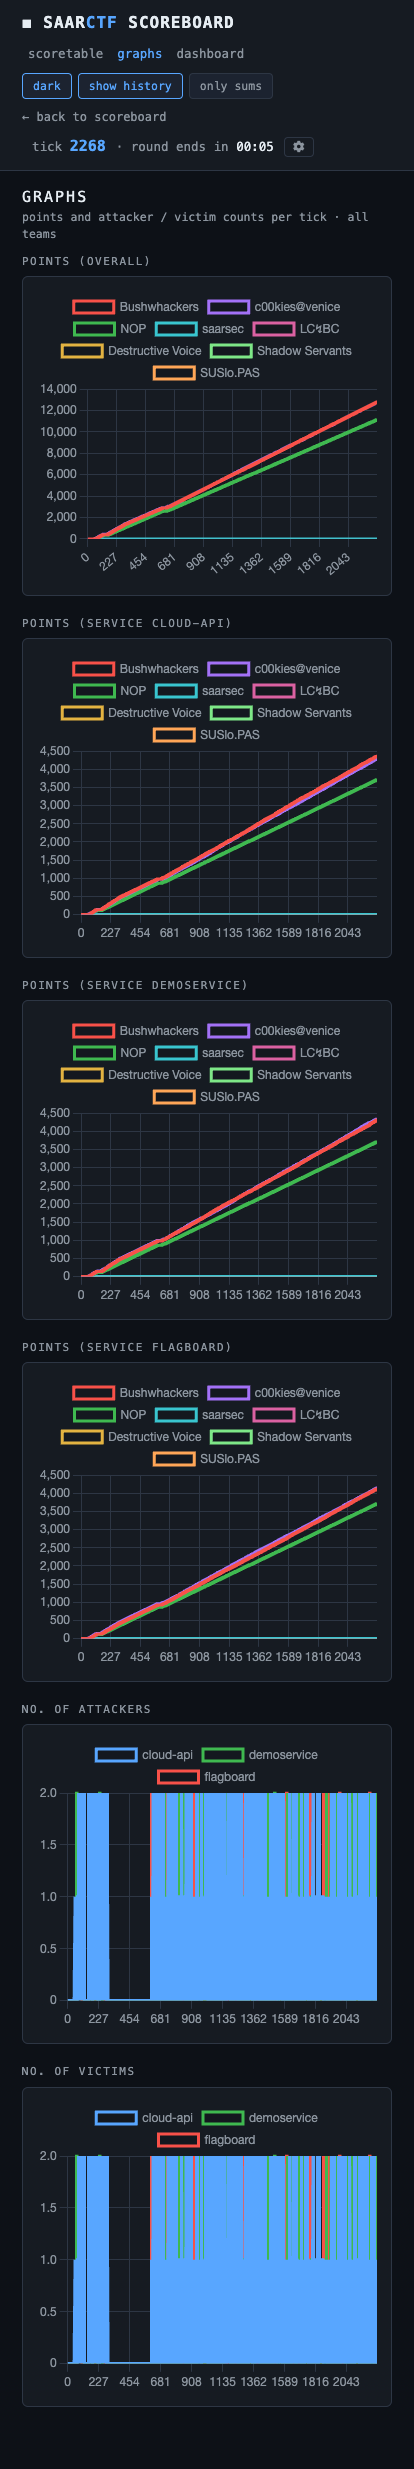 ■ SAARCTF SCOREBOARD
scoretable graphs dashboard
dark show history only sums
← back to scoreboard
tick 2268 · round ends in 00:05
GRAPHS
points and attacker / victim counts per tick · all
teams
POINTS (OVERALL)
Bushwhackers c00kies@venice
NOP saarsec LC↯BC
Destructive Voice Shadow Servants
SUSlo.PAS
14,000
12,000
10,000
8,000
6,000
4,000
2,000
0
0 227 454 681 908 1135 1362 1589 1816 2043
POINTS (SERVICE CLOUD-API)
Bushwhackers c00kies@venice
NOP saarsec LC↯BC
Destructive Voice Shadow Servants
SUSlo.PAS
4,500
4,000
3,500
3,000
2,500
2,000
1,500
1,000
500
0
0 227 454 681 908 1135 1362 1589 1816 2043
POINTS (SERVICE DEMOSERVICE)
Bushwhackers c00kies@venice
NOP saarsec LC↯BC
Destructive Voice Shadow Servants
SUSlo.PAS
4,500
4,000
3,500
3,000
2,500
2,000
1,500
1,000
500
0
0 227 454 681 908 1135 1362 1589 1816 2043
POINTS (SERVICE FLAGBOARD)
Bushwhackers c00kies@venice
NOP saarsec LC↯BC
Destructive Voice Shadow Servants
SUSlo.PAS
4,500
4,000
3,500
3,000
2,500
2,000
1,500
1,000
500
0
0 227 454 681 908 1135 1362 1589 1816 2043
NO. OF ATTACKERS
cloud-api demoservice
flagboard
2.0
1.5
1.0
0.5
0
0 227 454 681 908 1135 1362 1589 1816 2043
NO. OF VICTIMS
cloud-api demoservice
flagboard
2.0
1.5
1.0
0.5
0
0 227 454 681 908 1135 1362 1589 1816 2043